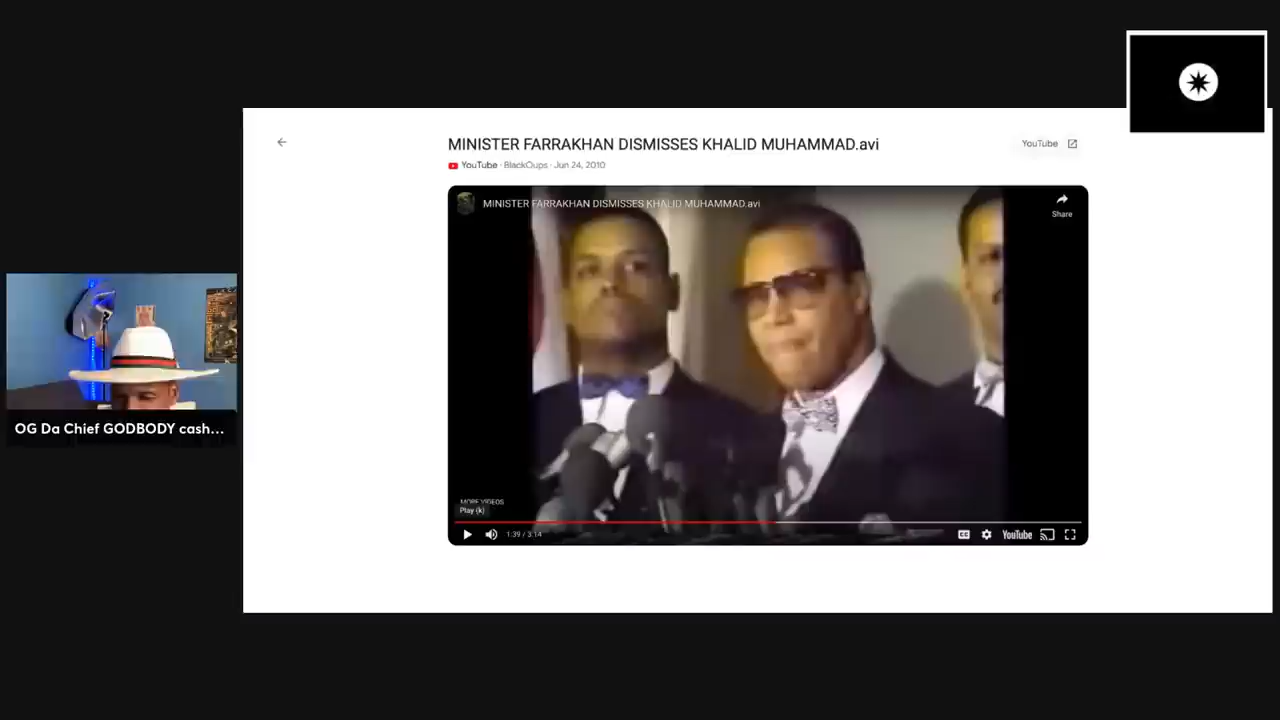 MINISTER FARRAKHAN DISMISSES KHALID MUHAMMAD.avi
YouTube
YouTube · BlackOups · Jun 24, 2010
MINISTER FARRAKHAN DISMISSES KHALID MUHAMMAD.avi
Share
OG Da Chief GODBODY cash...
MORE VIDEOS
Play (k)
1:39 / 3:14
CC
YouTube